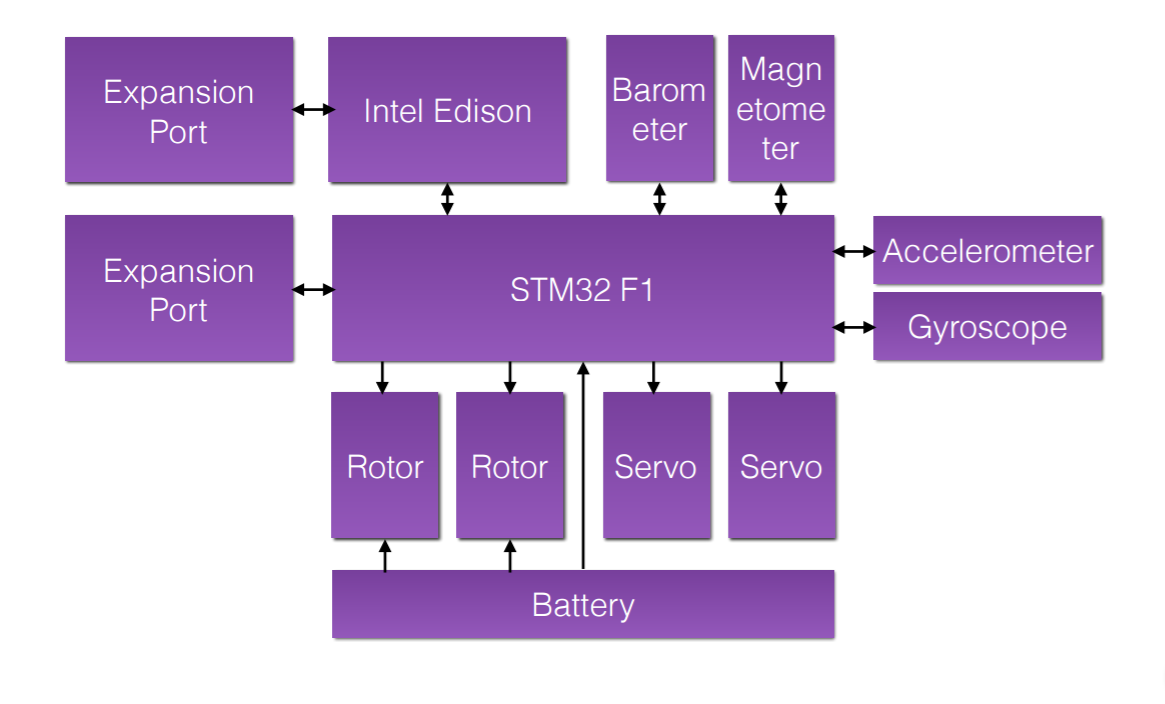 Expansion
Port
Intel Edison
Barom
eter
Magn
etome
ter
Expansion
Port
STM32 F1
Accelerometer
Gyroscope
Rotor
Rotor
Servo
Servo
Battery